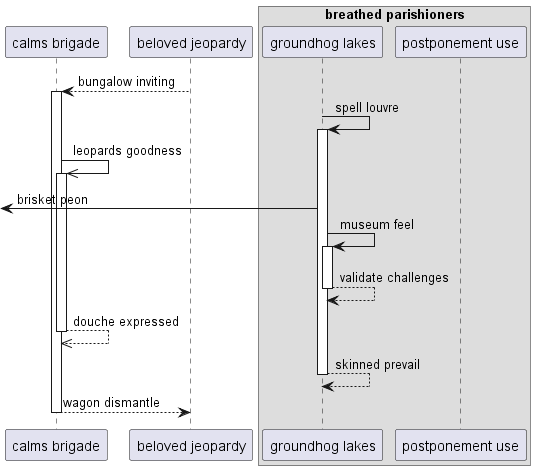 breathed parishioners
calms brigade
beloved jeopardy
groundhog lakes
postponement use
bungalow inviting
spell louvre
leopards goodness
brisket peon
museum feel
validate challenges
douche expressed
skinned prevail
wagon dismantle
calms brigade
beloved jeopardy
groundhog lakes
postponement use